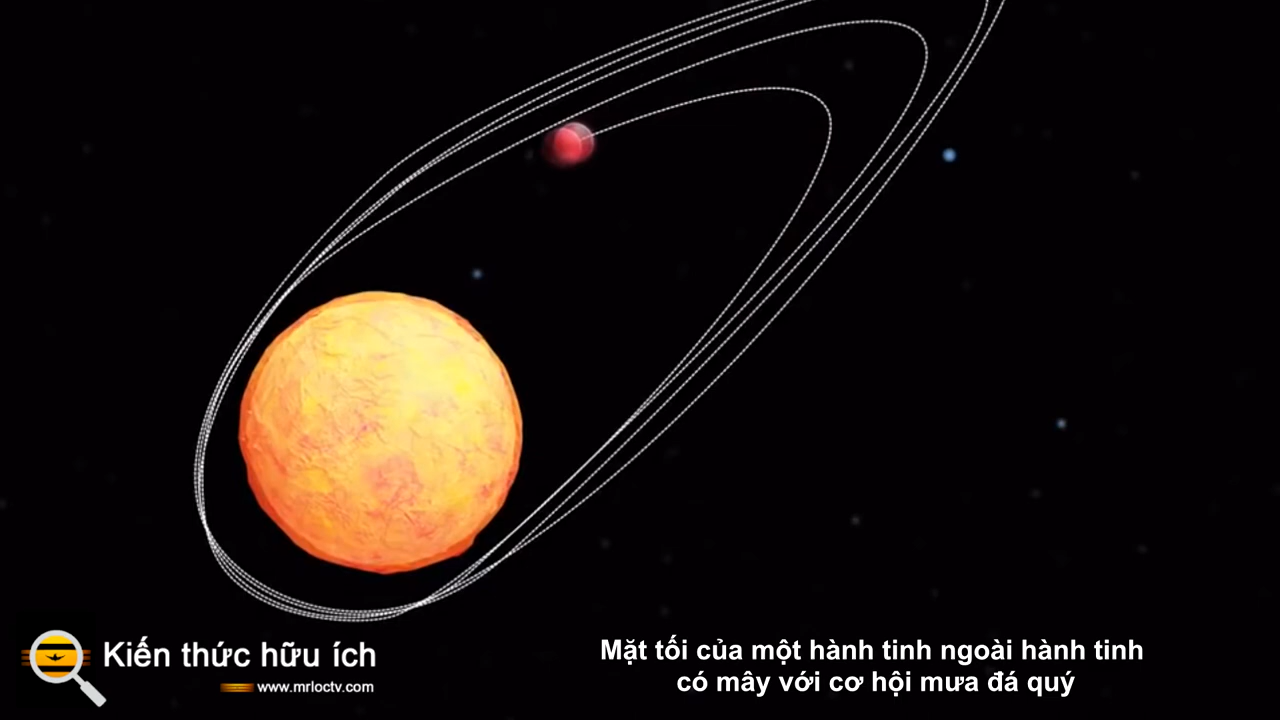 Kiến thức hữu ích
www.mrloctv.com
Mặt tối của một hành tinh ngoài hành tinh
có mây với cơ hội mưa đá quý